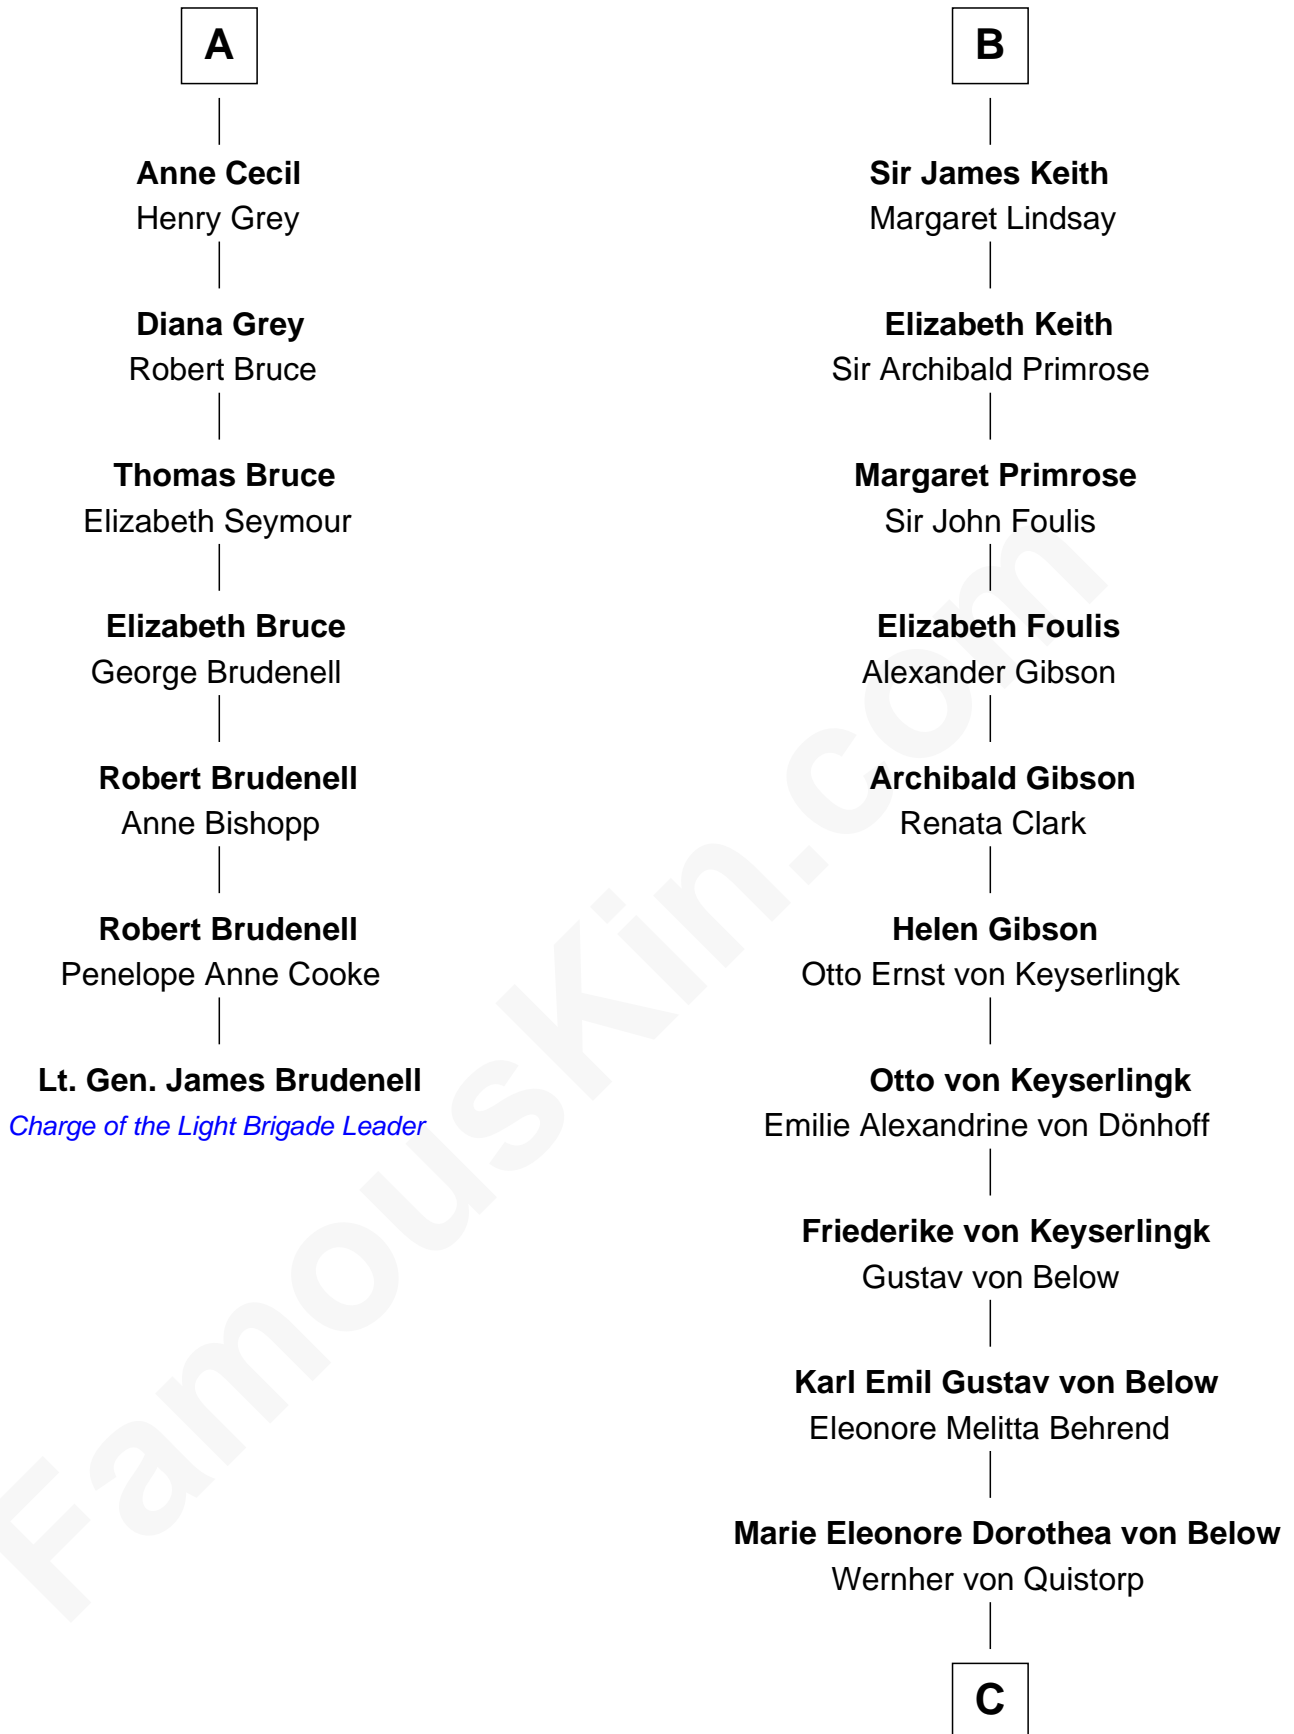 A
Anne Cecil
Henry Grey
Diana Grey
Robert Bruce
Thomas Bruce
Elizabeth Seymour
Elizabeth Bruce
George Brudenell
Robert Brudenell
Anne Bishopp
Robert Brudenell
Penelope Anne Cooke
Lt. Gen. James Brudenell
Charge of the Light Brigade Leader
B
Sir James Keith
Margaret Lindsay
Elizabeth Keith
Sir Archibald Primrose
Margaret Primrose
Sir John Foulis
Elizabeth Foulis
Alexander Gibson
Archibald Gibson
Renata Clark
Helen Gibson
Otto Ernst von Keyserlingk
Otto von Keyserlingk
Emilie Alexandrine von Dönhoff
Friederike von Keyserlingk
Gustav von Below
Karl Emil Gustav von Below
Eleonore Melitta Behrend
Marie Eleonore Dorothea von Below
Wernher von Quistorp
C
FamousKin.com